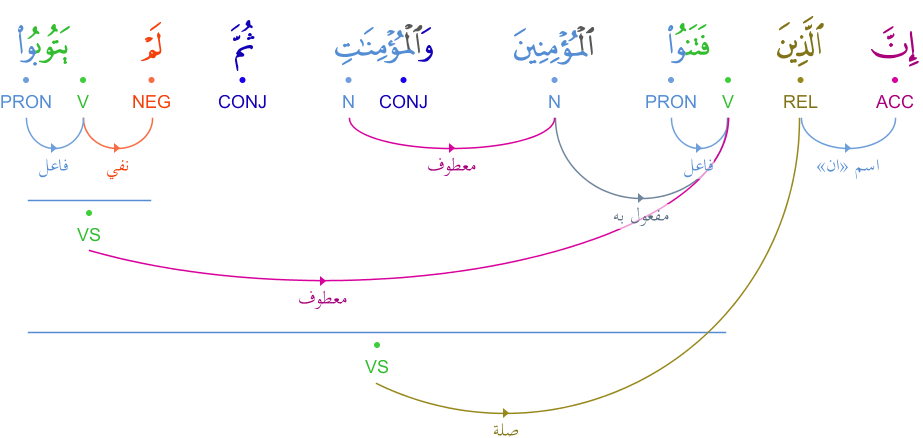 إِنَّ ٱلَّذِينَ فَتَنُوا۟ ٱلْمُؤْمِنِينَ وَٱلْمُؤْمِنَـٰتِ ثُمَّ لَمْ يَتُوبُوا۟
PRON V NEG CONJ N CONJ N PRON V REL ACC
فاعل نفي معطوف فاعل اسم «ان»
مفعول به
VS
معطوف
VS
صلة